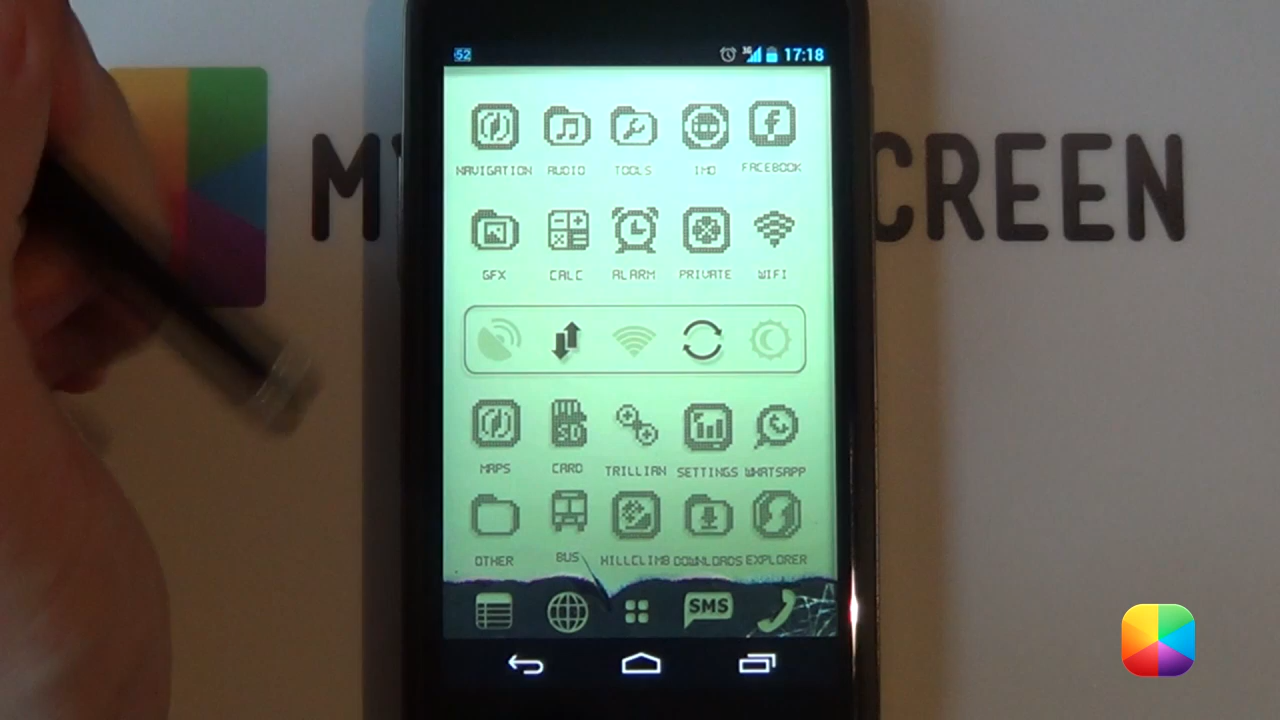 52
3G 17:18
M CREEN
NAVIGATION AUDIO TOOLS IMO FACEBOOK
GFX CALC ALARM PRIVATE WIFI
SD
MAPS CARD TRILLIAN SETTINGS WHATSAPP
OTHER BUS HILLCLIMB DOWNLOADS EXPLORER
SMS